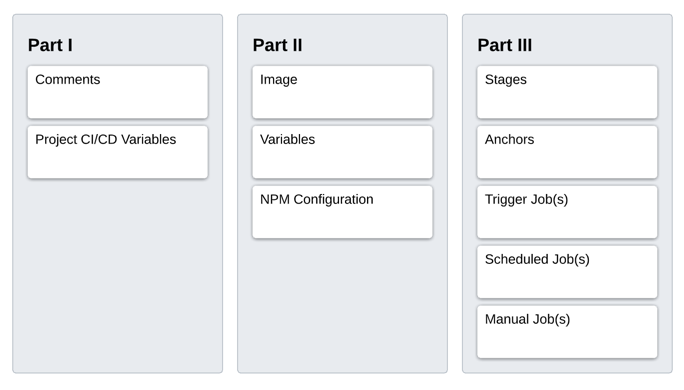 Part I
Comments
Project CI/CD Variables
Part II
Image
Variables
NPM Configuration
Part III
Stages
Anchors
Trigger Job(s)
Scheduled Job(s)
Manual Job(s)